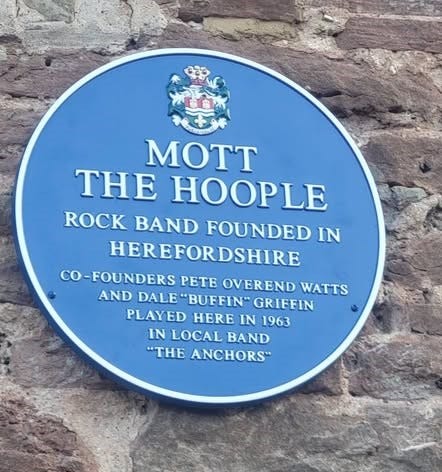 MOTT
THE HOOPLE
ROCK BAND FOUNDED IN
HEREFORDSHIRE
CO-FOUNDERS PETE OVEREND WATTS
AND DALE "BUFFIN" GRIFFIN
PLAYED HERE IN 1963
IN LOCAL BAND
"THE ANCHORS"